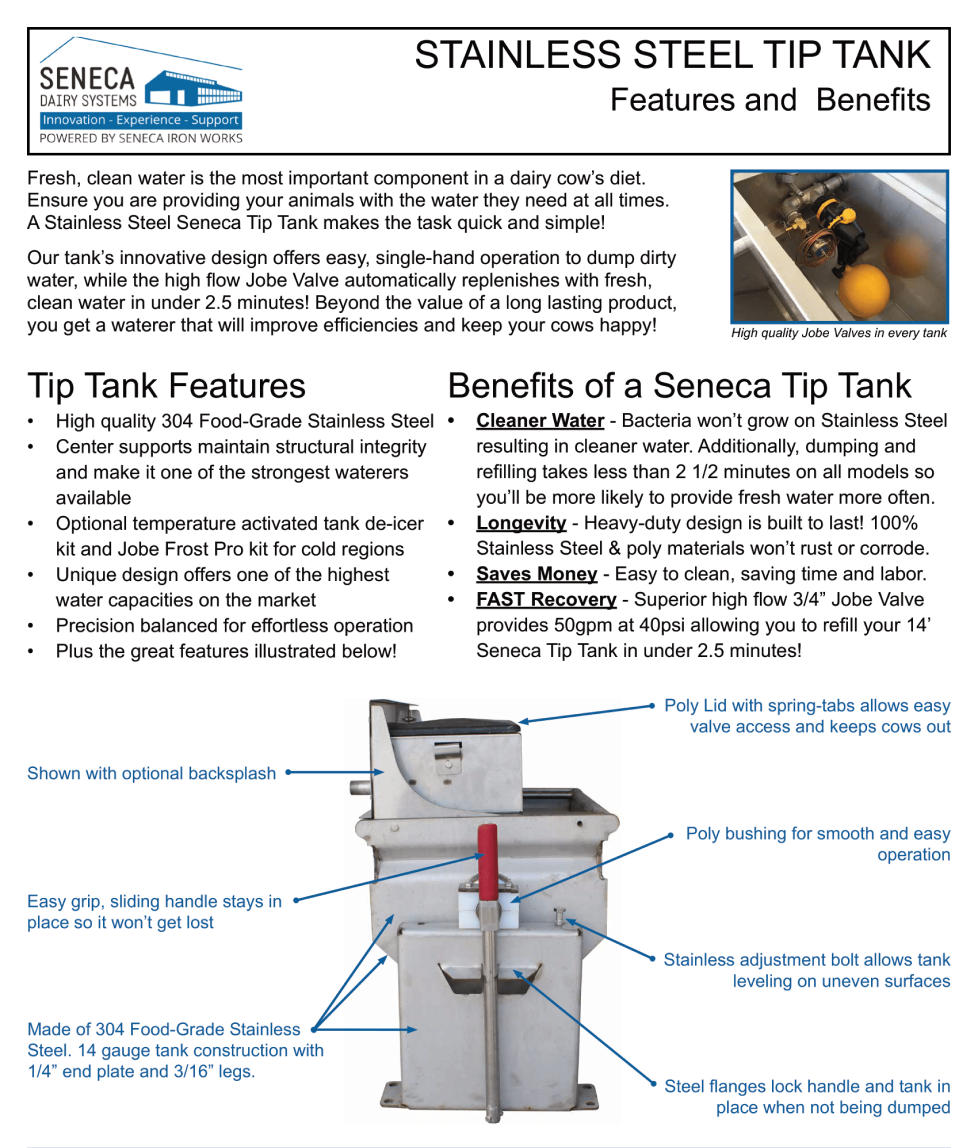 SENECA
DAIRY SYSTEMS
Innovation - Experience - Support
POWERED BY SENECA IRON WORKS
STAINLESS STEEL TIP TANK
Features and Benefits
Fresh, clean water is the most important component in a dairy cow's diet.
Ensure you are providing your animals with the water they need at all times.
A Stainless Steel Seneca Tip Tank makes the task quick and simple!
Our tank's innovative design offers easy, single-hand operation to dump dirty
water, while the high flow Jobe Valve automatically replenishes with fresh,
clean water in under 2.5 minutes! Beyond the value of a long lasting product,
you get a waterer that will improve efficiencies and keep your cows happy!
High quality Jobe Valves in every tank
Tip Tank Features
• High quality 304 Food-Grade Stainless Steel
• Center supports maintain structural integrity
and make it one of the strongest waterers
available
• Optional temperature activated tank de-icer
kit and Jobe Frost Pro kit for cold regions
• Unique design offers one of the highest
water capacities on the market
• Precision balanced for effortless operation
• Plus the great features illustrated below!
Benefits of a Seneca Tip Tank
• Cleaner Water - Bacteria won't grow on Stainless Steel
resulting in cleaner water. Additionally, dumping and
refilling takes less than 2 1/2 minutes on all models so
you'll be more likely to provide fresh water more often.
• Longevity - Heavy-duty design is built to last! 100%
Stainless Steel & poly materials won't rust or corrode.
• Saves Money - Easy to clean, saving time and labor.
• FAST Recovery - Superior high flow 3/4" Jobe Valve
provides 50gpm at 40psi allowing you to refill your 14'
Seneca Tip Tank in under 2.5 minutes!
Poly Lid with spring-tabs allows easy
valve access and keeps cows out
Shown with optional backsplash
Poly bushing for smooth and easy
operation
Easy grip, sliding handle stays in
place so it won't get lost
Stainless adjustment bolt allows tank
leveling on uneven surfaces
Made of 304 Food-Grade Stainless
Steel. 14 gauge tank construction with
1/4" end plate and 3/16" legs.
Steel flanges lock handle and tank in
place when not being dumped